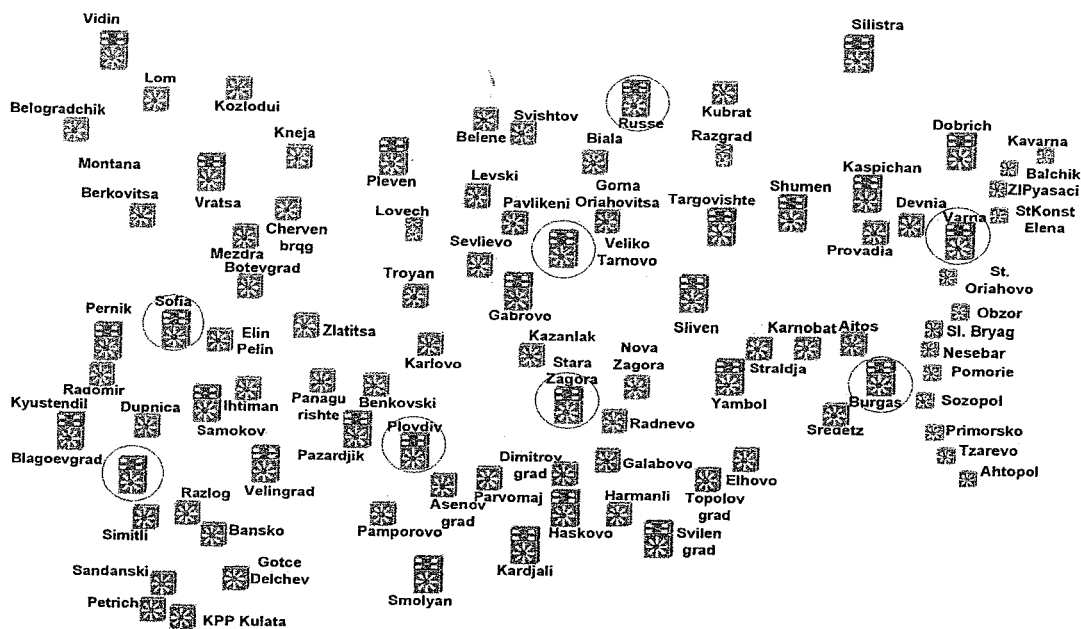 Vidin
Silistra
Lom
Kozlodui
Belogradchik
Kneja
Belene
Svishtov
Russe
Kubrat
Biala
Razgrad
Dobrich
Kavarna
Balchik
Montana
Vratsa
Pleven
Levski
Gorna
Oriahovitsa
Targovishte
Shumen
Kaspichan
ZIPyasaci
Berkovitsa
Cherven
brqg
Lovech
Pavlikeni
Veliko
Tarnovo
Devnia
Varna
StKonst
Elena
Mezdra
Botevgrad
Sevlievo
Provadia
St.
Oriahovo
Troyan
Gabrovo
Sliven
Obzor
Pernik
Sofia
Elin
Pelin
Zlatitsa
Karlovo
Kazanlak
Nova
Zagora
Straldja
Karnobat
Aitos
Sl. Bryag
Nesebar
Pomorie
Radomir
Ihtiman
Panagu
rishte
Benkovski
Stara
Zagora
Yambol
Burgas
Sozopol
Kyustendil
Dupnica
Samokov
Pazardjik
Plovdiv
Radnevo
Sredetz
Primorsko
Blagoevgrad
Velingrad
Dimitrov
grad
Galabovo
Elhovo
Tzarevo
Ahtopol
Simitli
Razlog
Bansko
Pamporovo
Asenov
grad
Parvomaj
Haskovo
Harmanli
Topolov
grad
Svilen
grad
Sandanski
Gotce
Delchev
Smolyan
Kardjali
Petrich
KPP Kulata